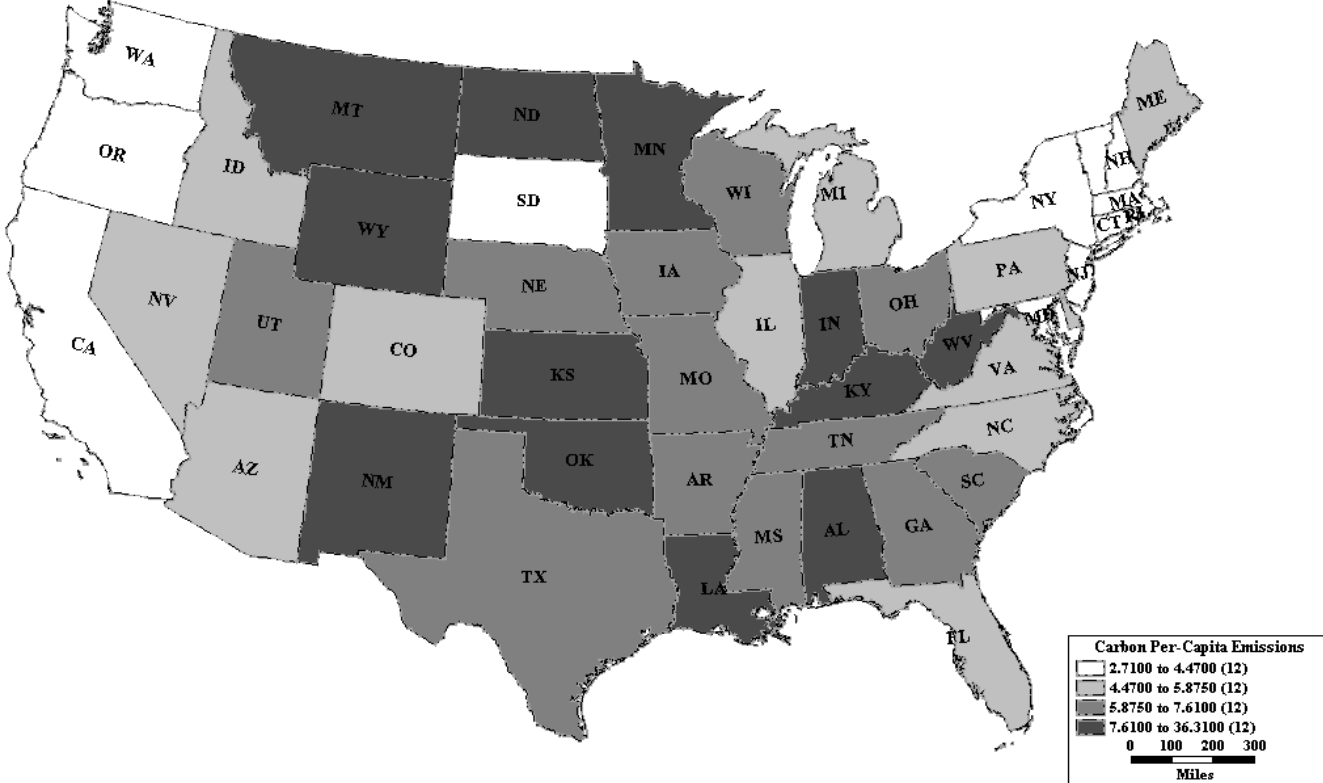 WA
MT
ND
ME
OR
MN
ID
NH
WI
MI
SD
NY
MA
WY
CT
RI
IA
PA
NE
NJ
NV
OH
UT
IL
IN
MD
CA
CO
WV
KS
VA
MO
KY
NC
TN
AZ
OK
NM
AR
SC
GA
MS
AL
TX
LA
FL
Carbon Per-Capita Emissions
2.7100 to 4.4700 (12)
4.4700 to 5.8750 (12)
5.8750 to 7.6100 (12)
7.6100 to 36.3100 (12)
0 100 200 300
Miles